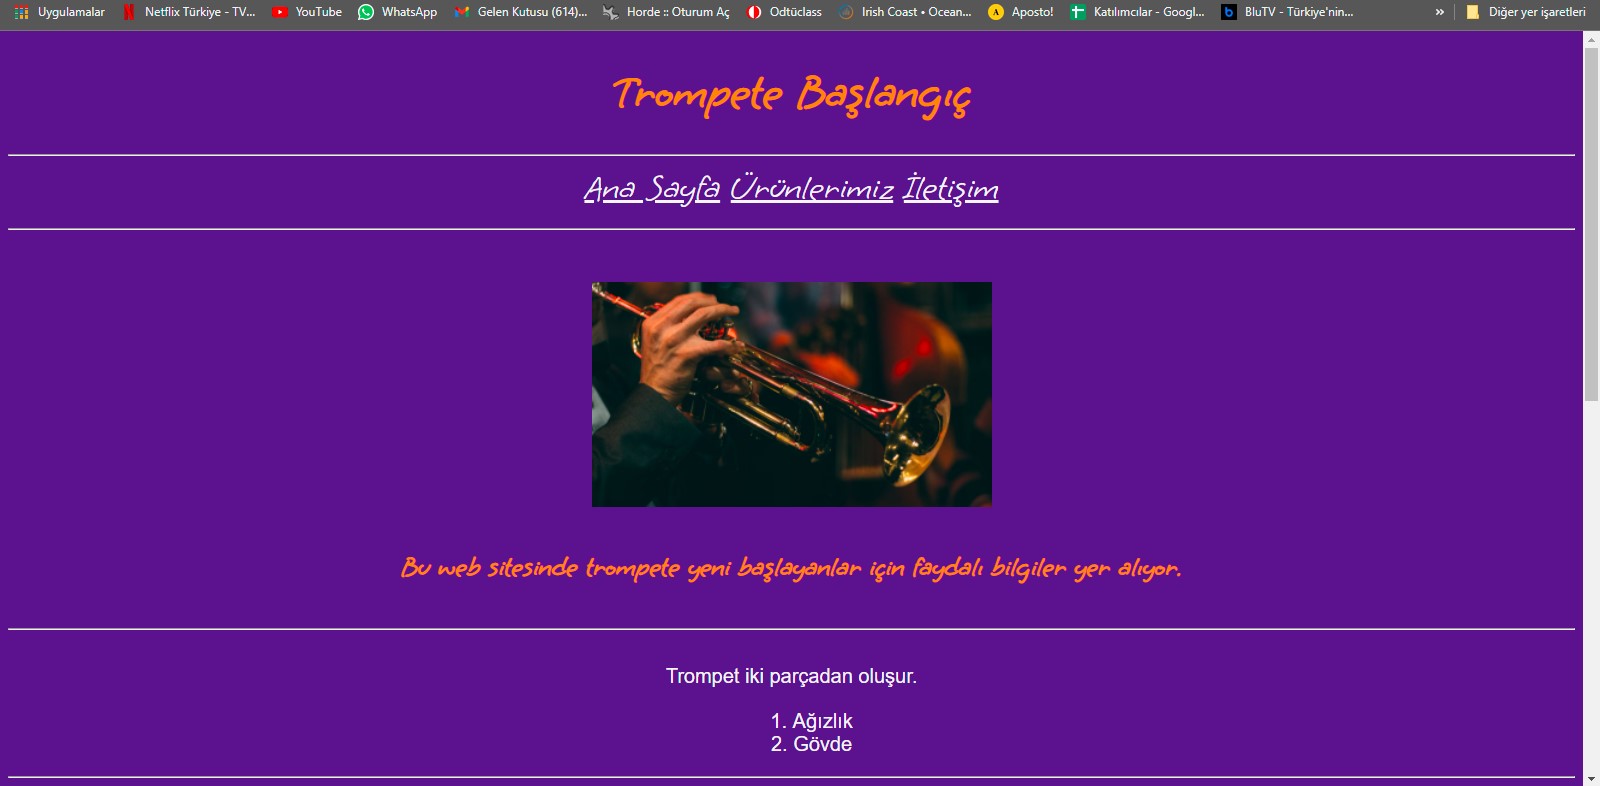 Uygulamalar Netflix Türkiye - TV... YouTube WhatsApp Gelen Kutusu (614)... Horde :: Oturum Aç Odtüclass Irish Coast • Ocean... Aposto! Katılımcılar - Googl... BluTV - Türkiye'nin... » Diğer yer işaretleri
Trompete Başlangıç
Ana Sayfa Ürünlerimiz İletişim
Bu web sitesinde trompete yeni başlayanlar için faydalı bilgiler yer alıyor.
Trompet iki parçadan oluşur.
1. Ağızlık
2. Gövde